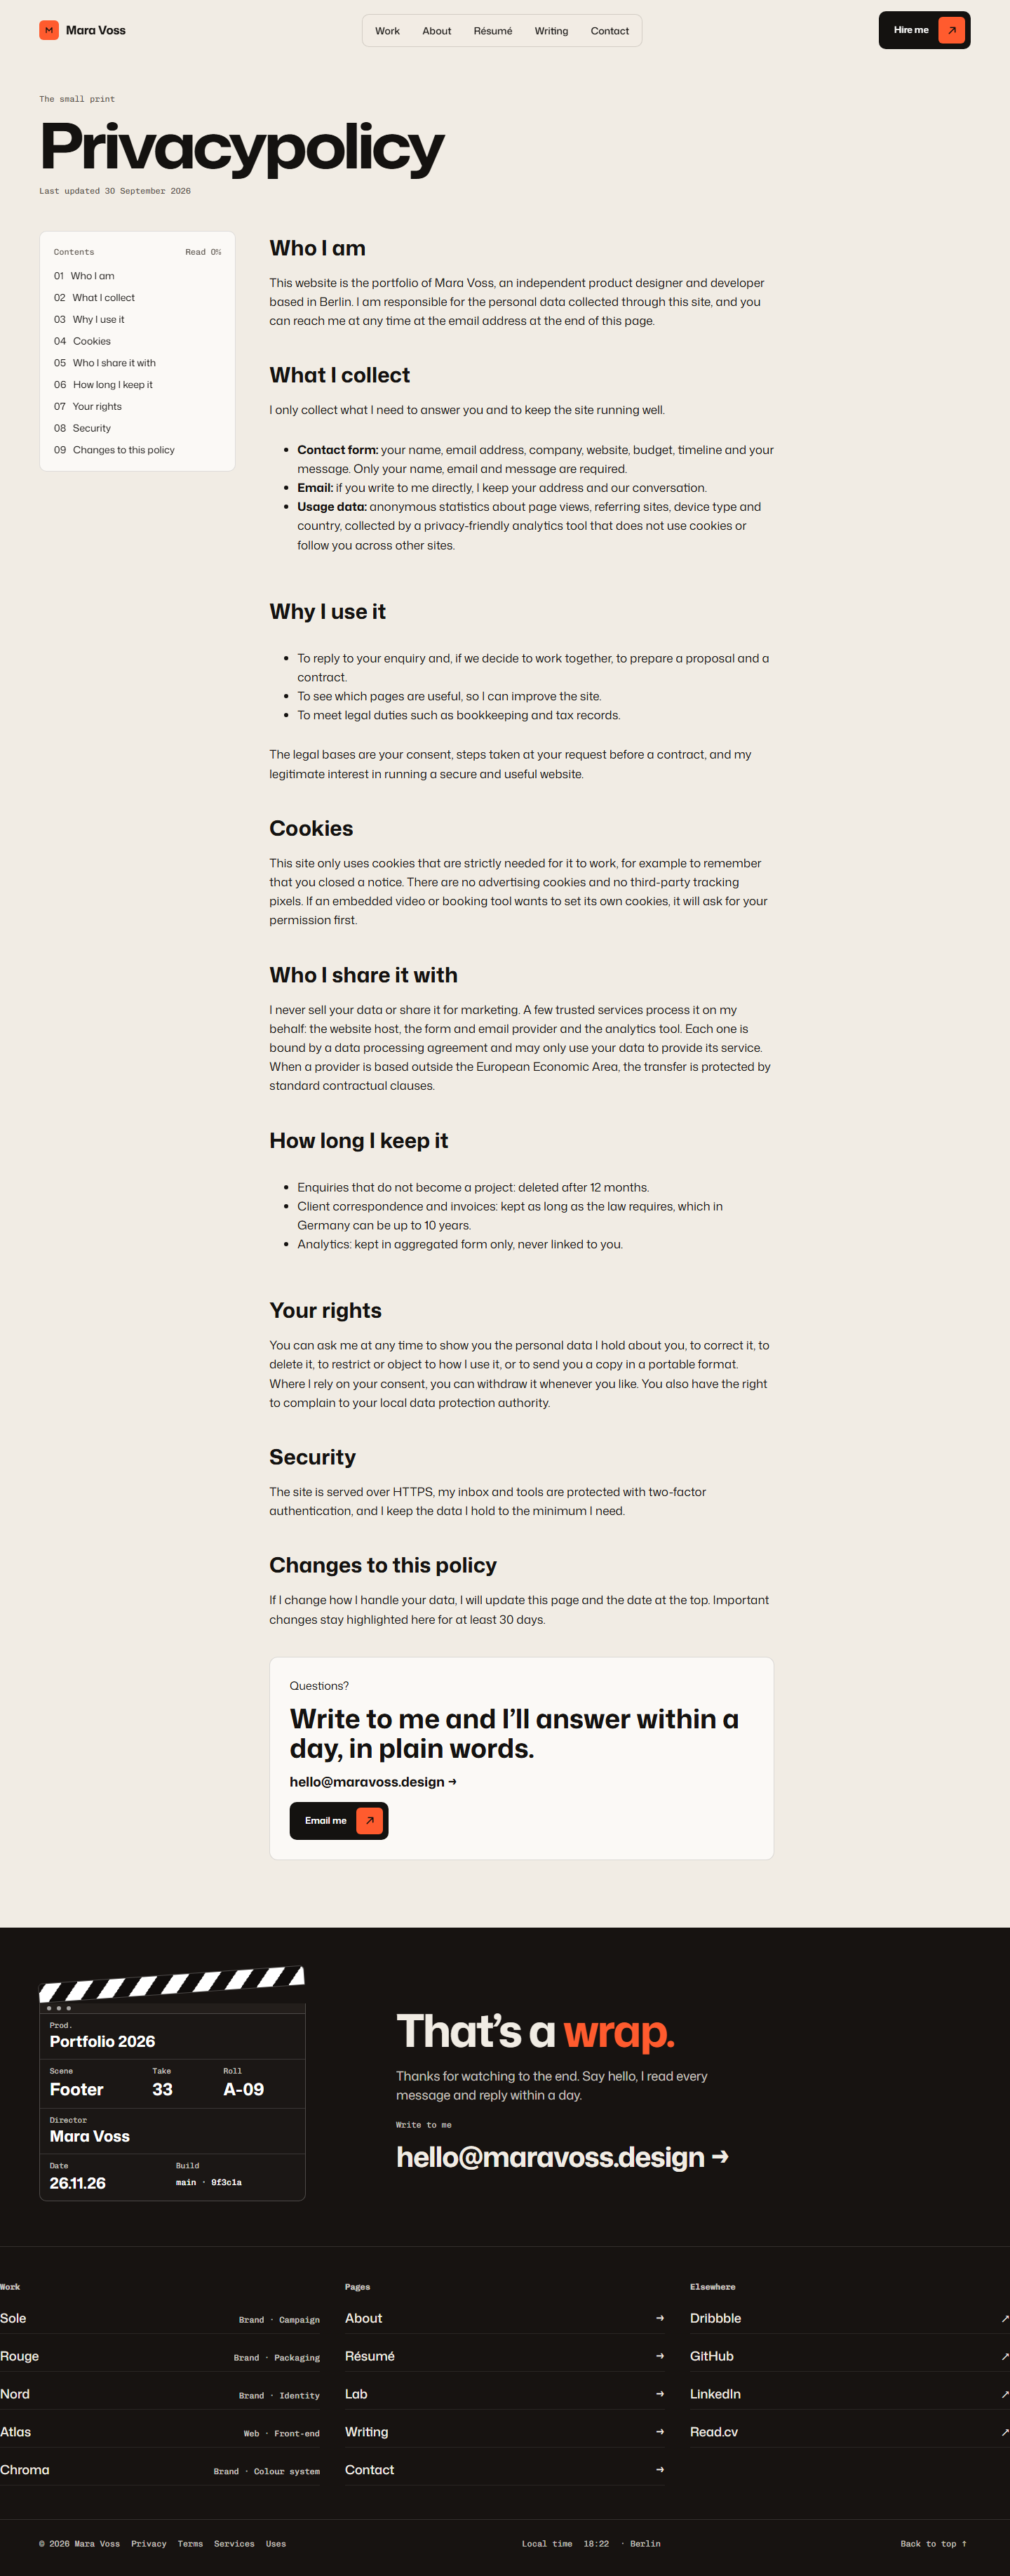 M Mara Voss
Work About Résumé Writing Contact
Hire me
The small print
Privacypolicy
Last updated 30 September 2026
Contents Read 0%
01 Who I am
02 What I collect
03 Why I use it
04 Cookies
05 Who I share it with
06 How long I keep it
07 Your rights
08 Security
09 Changes to this policy
Who I am
This website is the portfolio of Mara Voss, an independent product designer and developer
based in Berlin. I am responsible for the personal data collected through this site, and you
can reach me at any time at the email address at the end of this page.
What I collect
I only collect what I need to answer you and to keep the site running well.
• Contact form: your name, email address, company, website, budget, timeline and your
message. Only your name, email and message are required.
• Email: if you write to me directly, I keep your address and our conversation.
• Usage data: anonymous statistics about page views, referring sites, device type and
country, collected by a privacy-friendly analytics tool that does not use cookies or
follow you across other sites.
Why I use it
• To reply to your enquiry and, if we decide to work together, to prepare a proposal and a
contract.
• To see which pages are useful, so I can improve the site.
• To meet legal duties such as bookkeeping and tax records.
The legal bases are your consent, steps taken at your request before a contract, and my
legitimate interest in running a secure and useful website.
Cookies
This site only uses cookies that are strictly needed for it to work, for example to remember
that you closed a notice. There are no advertising cookies and no third-party tracking
pixels. If an embedded video or booking tool wants to set its own cookies, it will ask for your
permission first.
Who I share it with
I never sell your data or share it for marketing. A few trusted services process it on my
behalf: the website host, the form and email provider and the analytics tool. Each one is
bound by a data processing agreement and may only use your data to provide its service.
When a provider is based outside the European Economic Area, the transfer is protected by
standard contractual clauses.
How long I keep it
• Enquiries that do not become a project: deleted after 12 months.
• Client correspondence and invoices: kept as long as the law requires, which in
Germany can be up to 10 years.
• Analytics: kept in aggregated form only, never linked to you.
Your rights
You can ask me at any time to show you the personal data I hold about you, to correct it, to
delete it, to restrict or object to how I use it, or to send you a copy in a portable format.
Where I rely on your consent, you can withdraw it whenever you like. You also have the right
to complain to your local data protection authority.
Security
The site is served over HTTPS, my inbox and tools are protected with two-factor
authentication, and I keep the data I hold to the minimum I need.
Changes to this policy
If I change how I handle your data, I will update this page and the date at the top. Important
changes stay highlighted here for at least 30 days.
Questions?
Write to me and I’ll answer within a
day, in plain words.
hello@maravoss.design →
Email me
Prod.
Portfolio 2026
Scene Take Roll
Footer 33 A-09
Director
Mara Voss
Date Build
26.11.26 main · 9f3c1a
That’s a wrap.
Thanks for watching to the end. Say hello, I read every
message and reply within a day.
Write to me
hello@maravoss.design →
Work
Sole Brand · Campaign
Rouge Brand · Packaging
Nord Brand · Identity
Atlas Web · Front-end
Chroma Brand · Colour system
Pages
About →
Résumé →
Lab →
Writing →
Contact →
Elsewhere
Dribbble ↗
GitHub ↗
LinkedIn ↗
Read.cv ↗
© 2026 Mara Voss Privacy Terms Services Uses
Local time 18:22 · Berlin
Back to top ↑